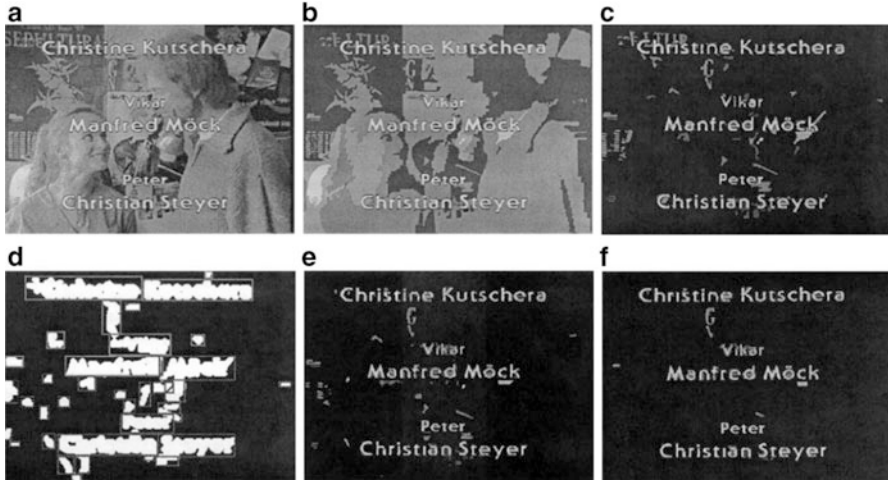 a
b
c
SEPULTURA
Christine Kutschera
Christine Kutschera
Christine Kutschera
Vikar
Vikar
Vikar
Manfred Möck
Manfred Möck
Manfred Möck
Peter
Peter
Peter
Christian Steyer
Christian Steyer
Christian Steyer
d
e
f
Christine Kutschera
Christine Kutschera
G
G
Vikar
Vikar
Manfred Möck
Manfred Möck
Peter
Peter
Christian Steyer
Christian Steyer